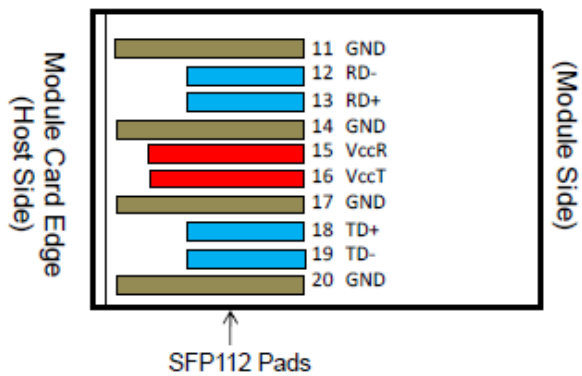 Module Card Edge
(Host Side)
11 GND
12 RD-
13 RD+
14 GND
15 VccR
16 VccT
17 GND
18 TD+
19 TD-
20 GND
(Module Side)
SFP112 Pads